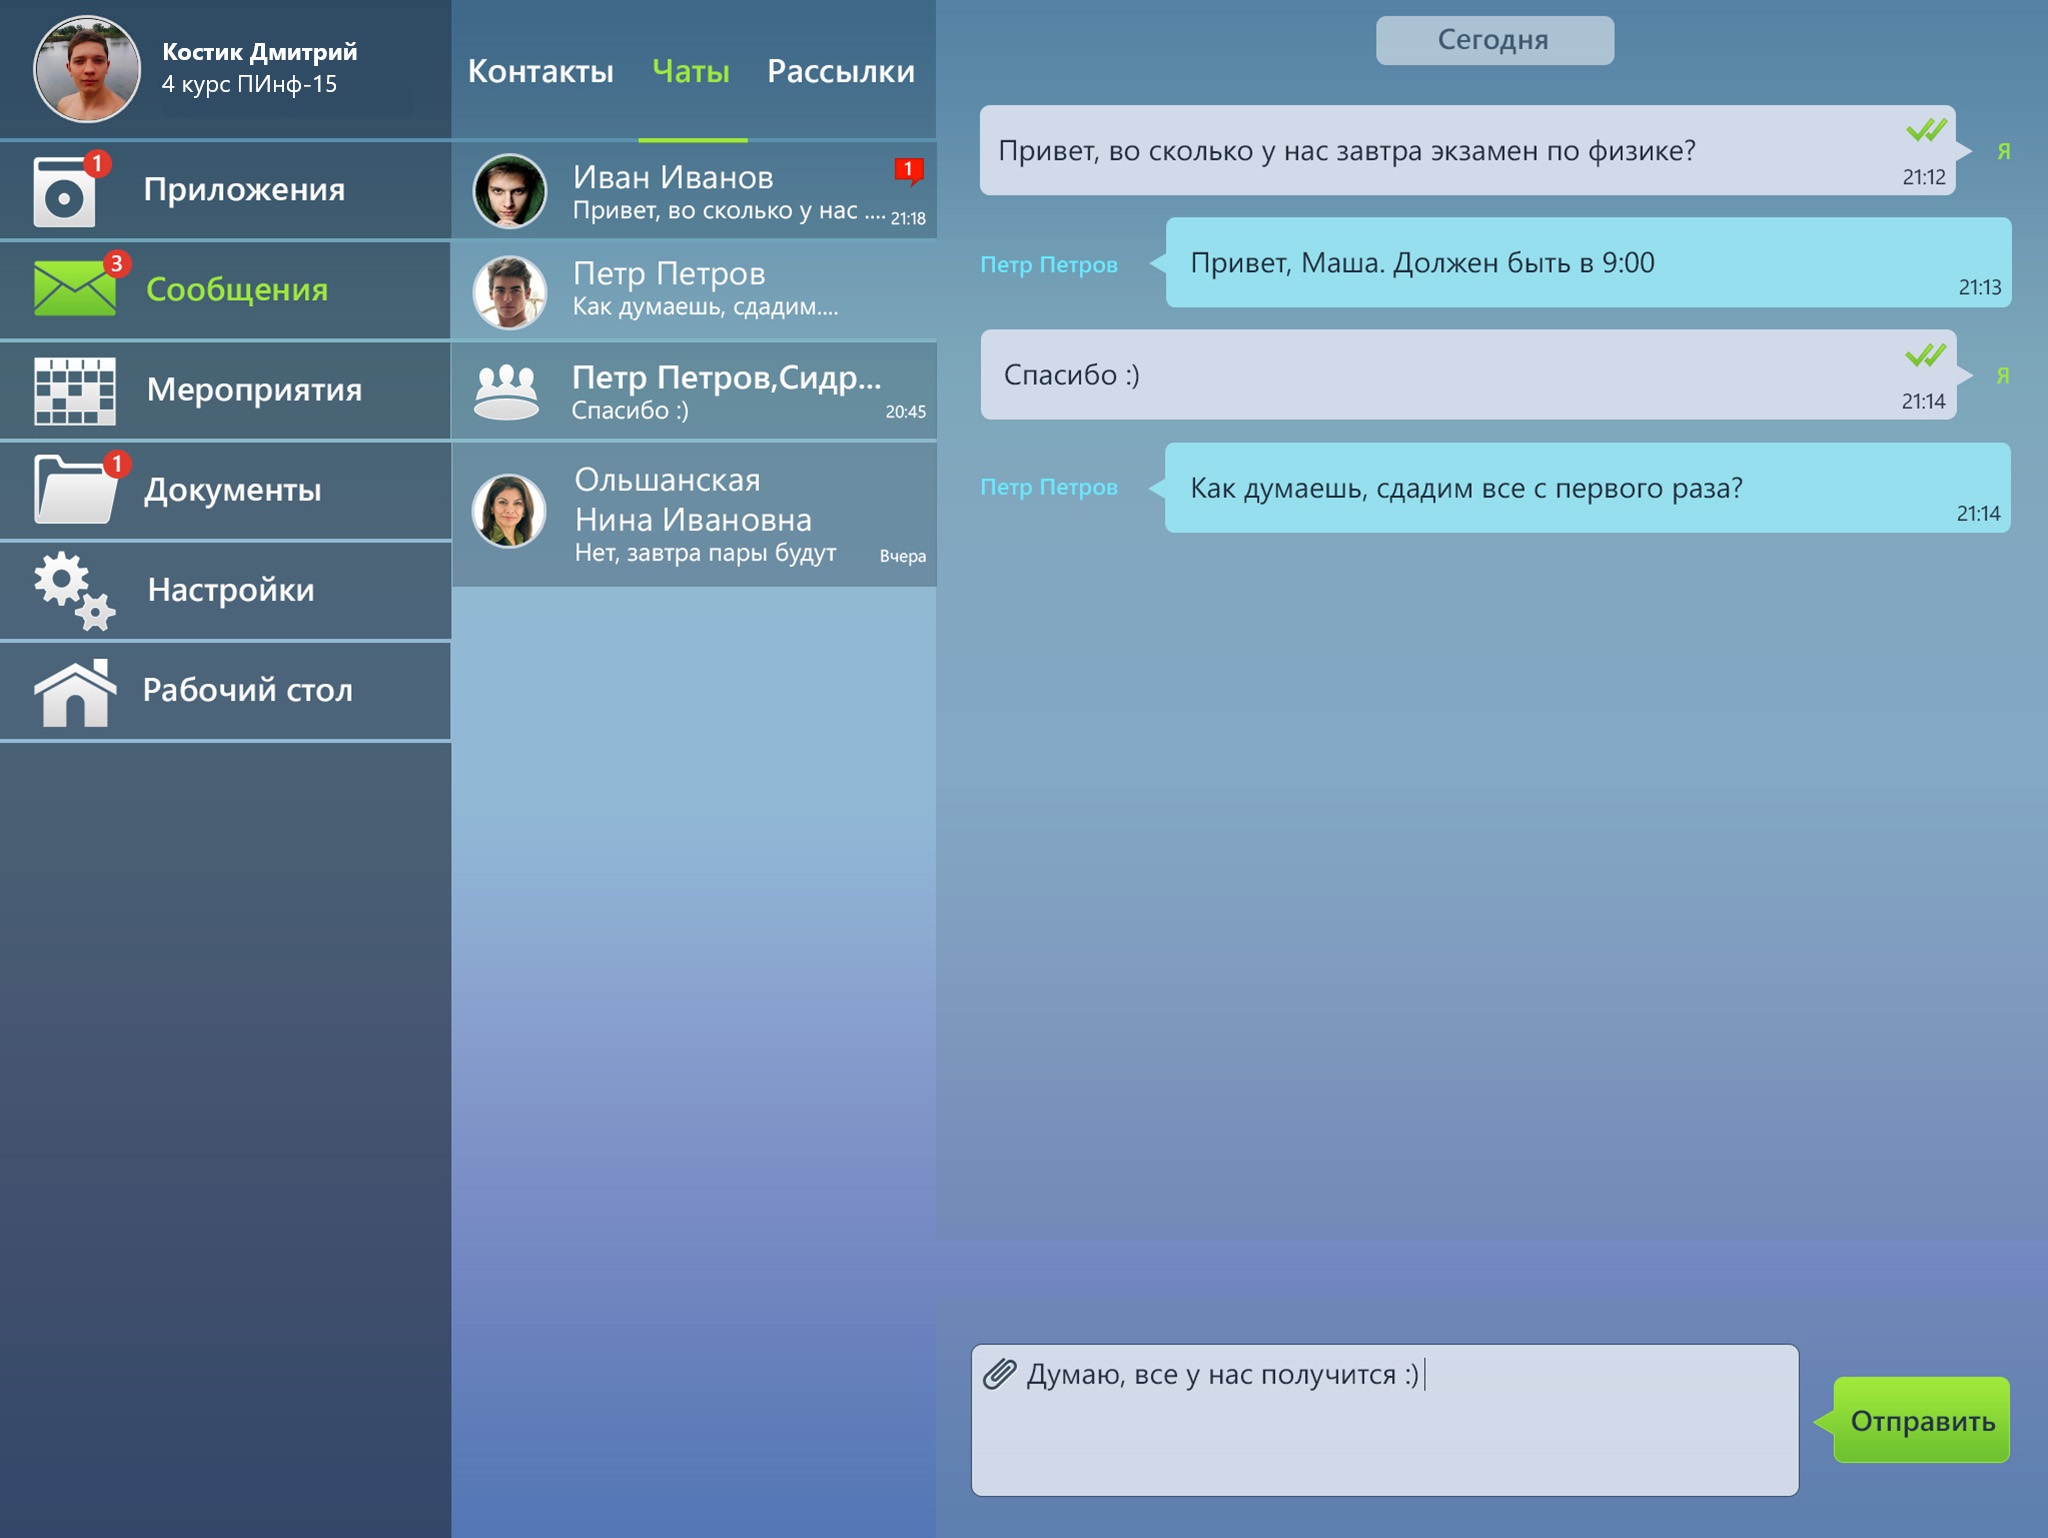 Костик Дмитрий
4 курс ПИнф-15
1
Приложения
3
Сообщения
Мероприятия
1
Документы
Настройки
Рабочий стол
Контакты Чаты Рассылки
Иван Иванов 1
Привет, во сколько у нас .... 21:18
Петр Петров
Как думаешь, сдадим....
Петр Петров,Сидр...
Спасибо :) 20:45
Ольшанская
Нина Ивановна
Нет, завтра пары будут Вчера
Сегодня
Привет, во сколько у нас завтра экзамен по физике? Я
21:12
Петр Петров Привет, Маша. Должен быть в 9:00
21:13
Спасибо :) Я
21:14
Петр Петров Как думаешь, сдадим все с первого раза?
21:14
Думаю, все у нас получится :)
Отправить